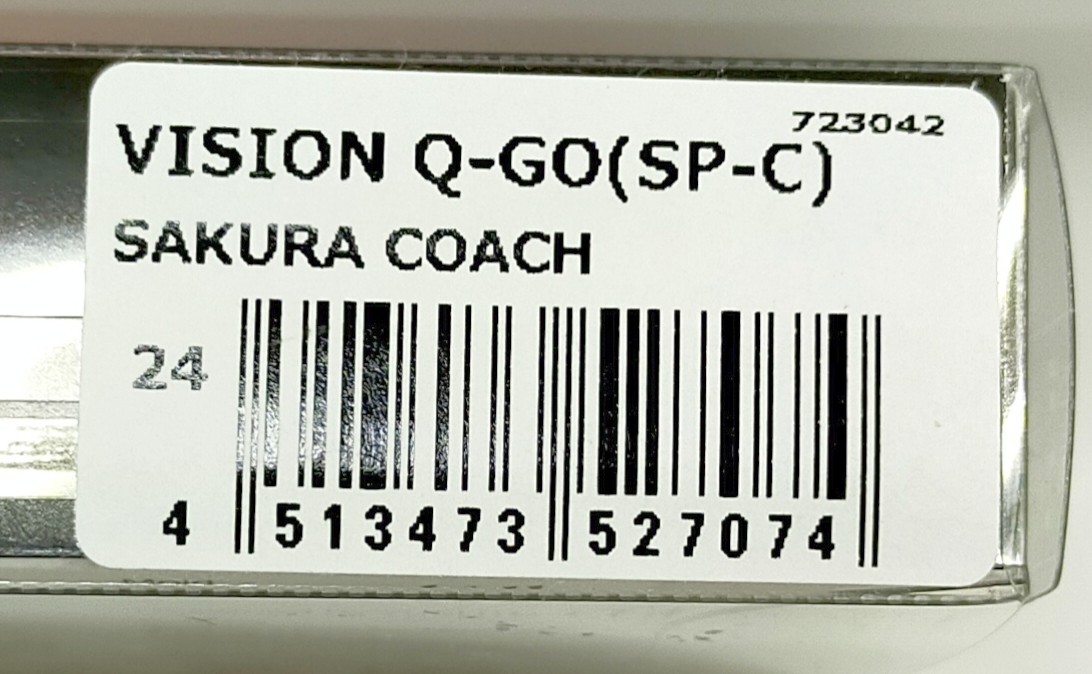 723042
VISION Q-GO(SP-C)
SAKURA COACH
24
4 513473 527074